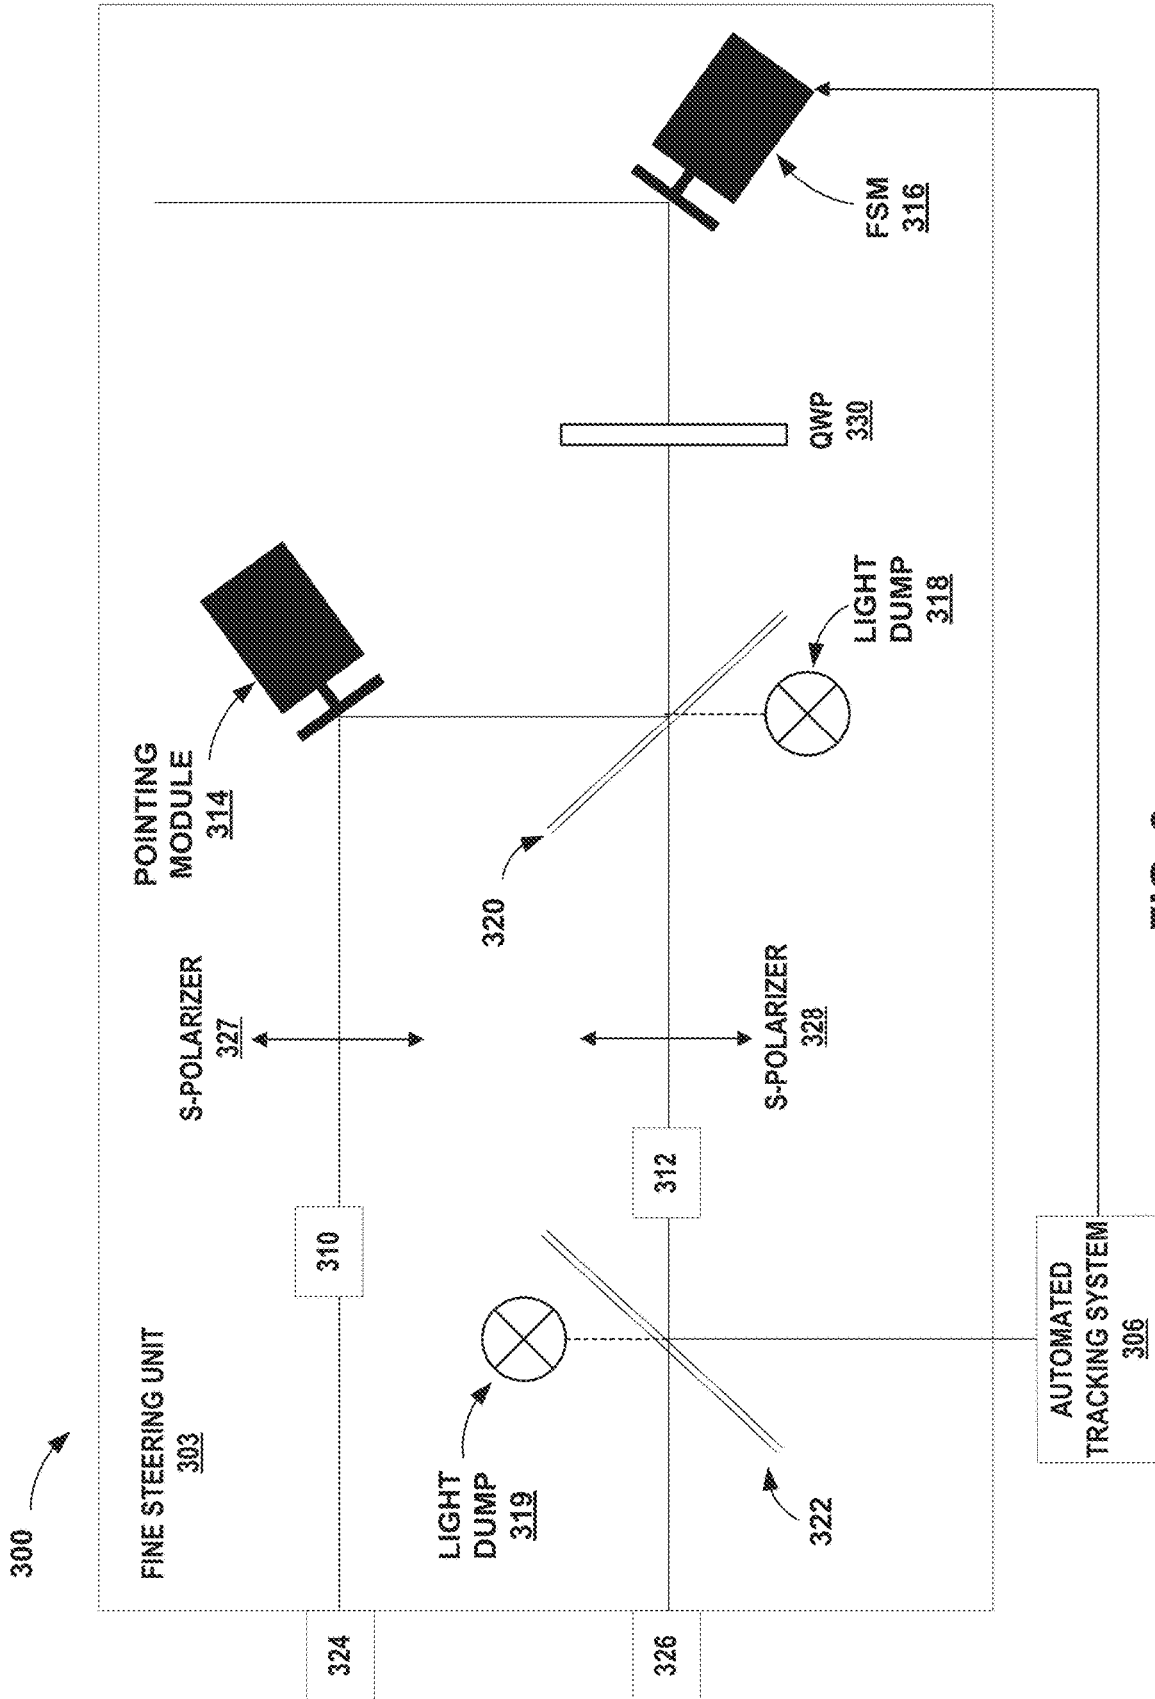 300
FINE STEERING UNIT
303
324
310
S-POLARIZER
327
POINTING
MODULE
314
LIGHT
DUMP
319
320
326
312
S-POLARIZER
328
322
LIGHT
DUMP
318
QWP
330
FSM
316
AUTOMATED
TRACKING SYSTEM
306